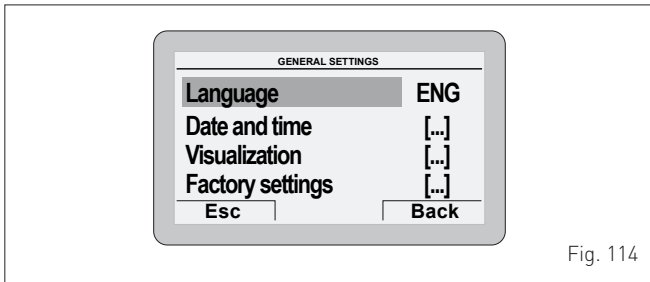 GENERAL SETTINGS
Language ENG
Date and time [...]
Visualization [...]
Factory settings [...]
Esc Back
Fig. 114